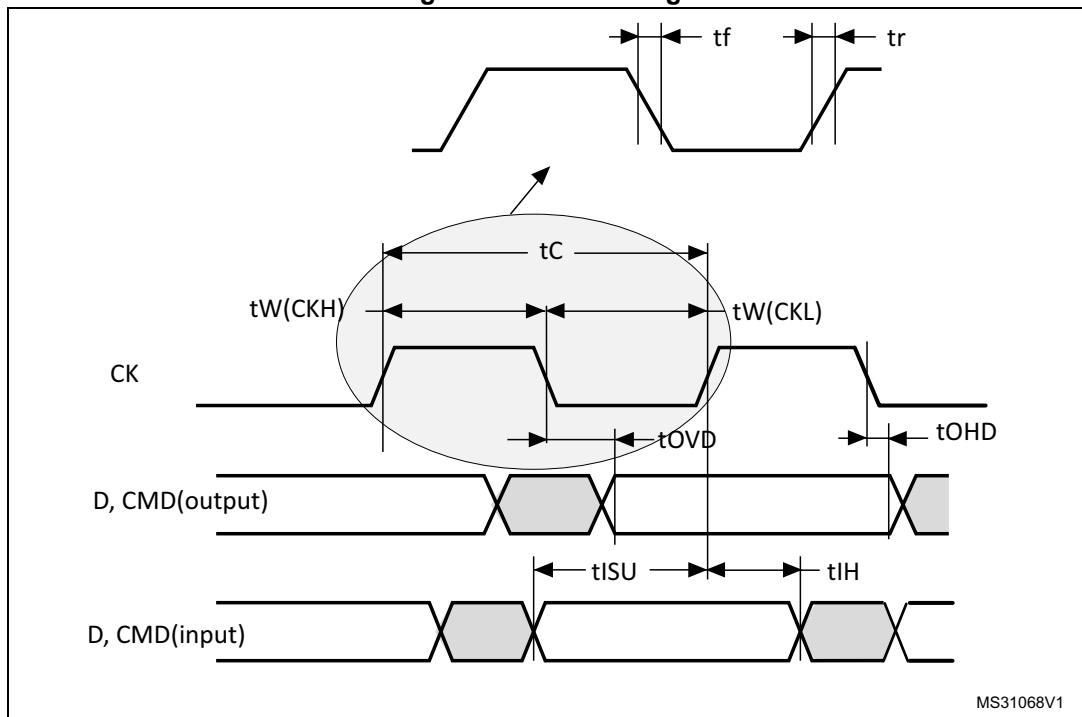 tf
tr
tC
tW(CKH)
tW(CKL)
CK
tOVD
tOHD
D, CMD(output)
tISU
tIH
D, CMD(input)
MS31068V1